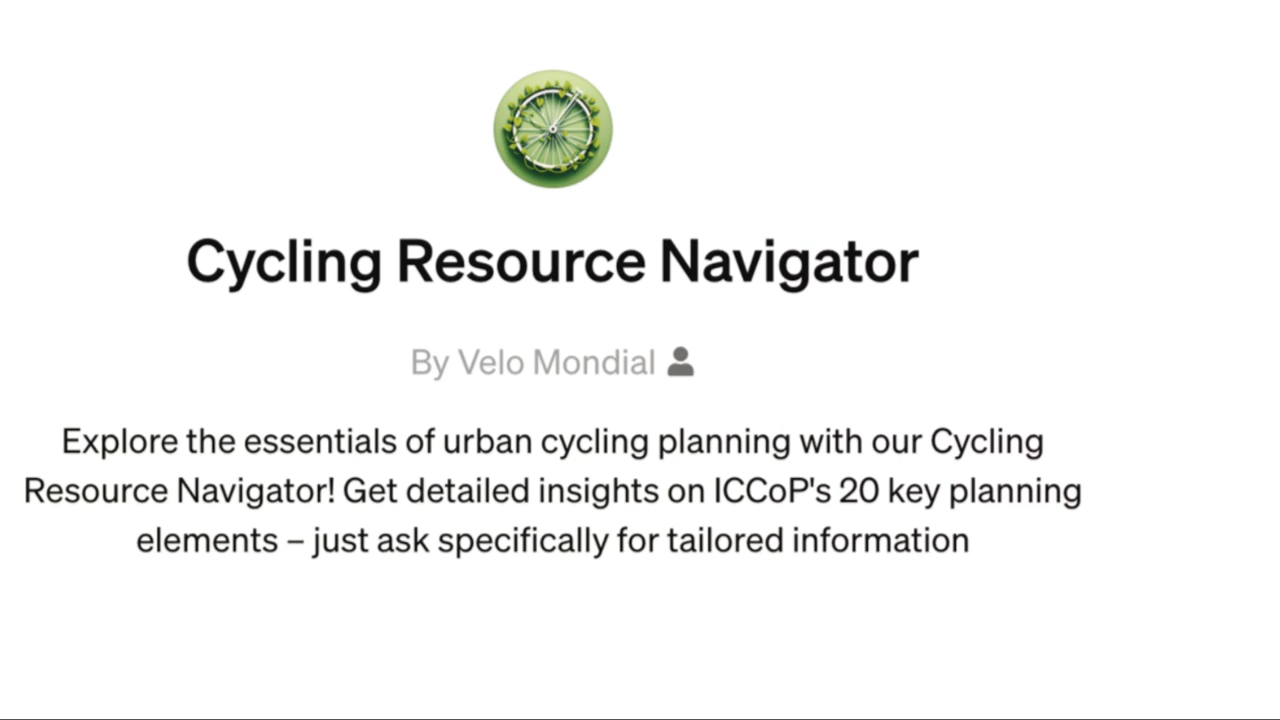 Cycling Resource Navigator
By Velo Mondial
Explore the essentials of urban cycling planning with our Cycling
Resource Navigator! Get detailed insights on ICCoP's 20 key planning
elements – just ask specifically for tailored information